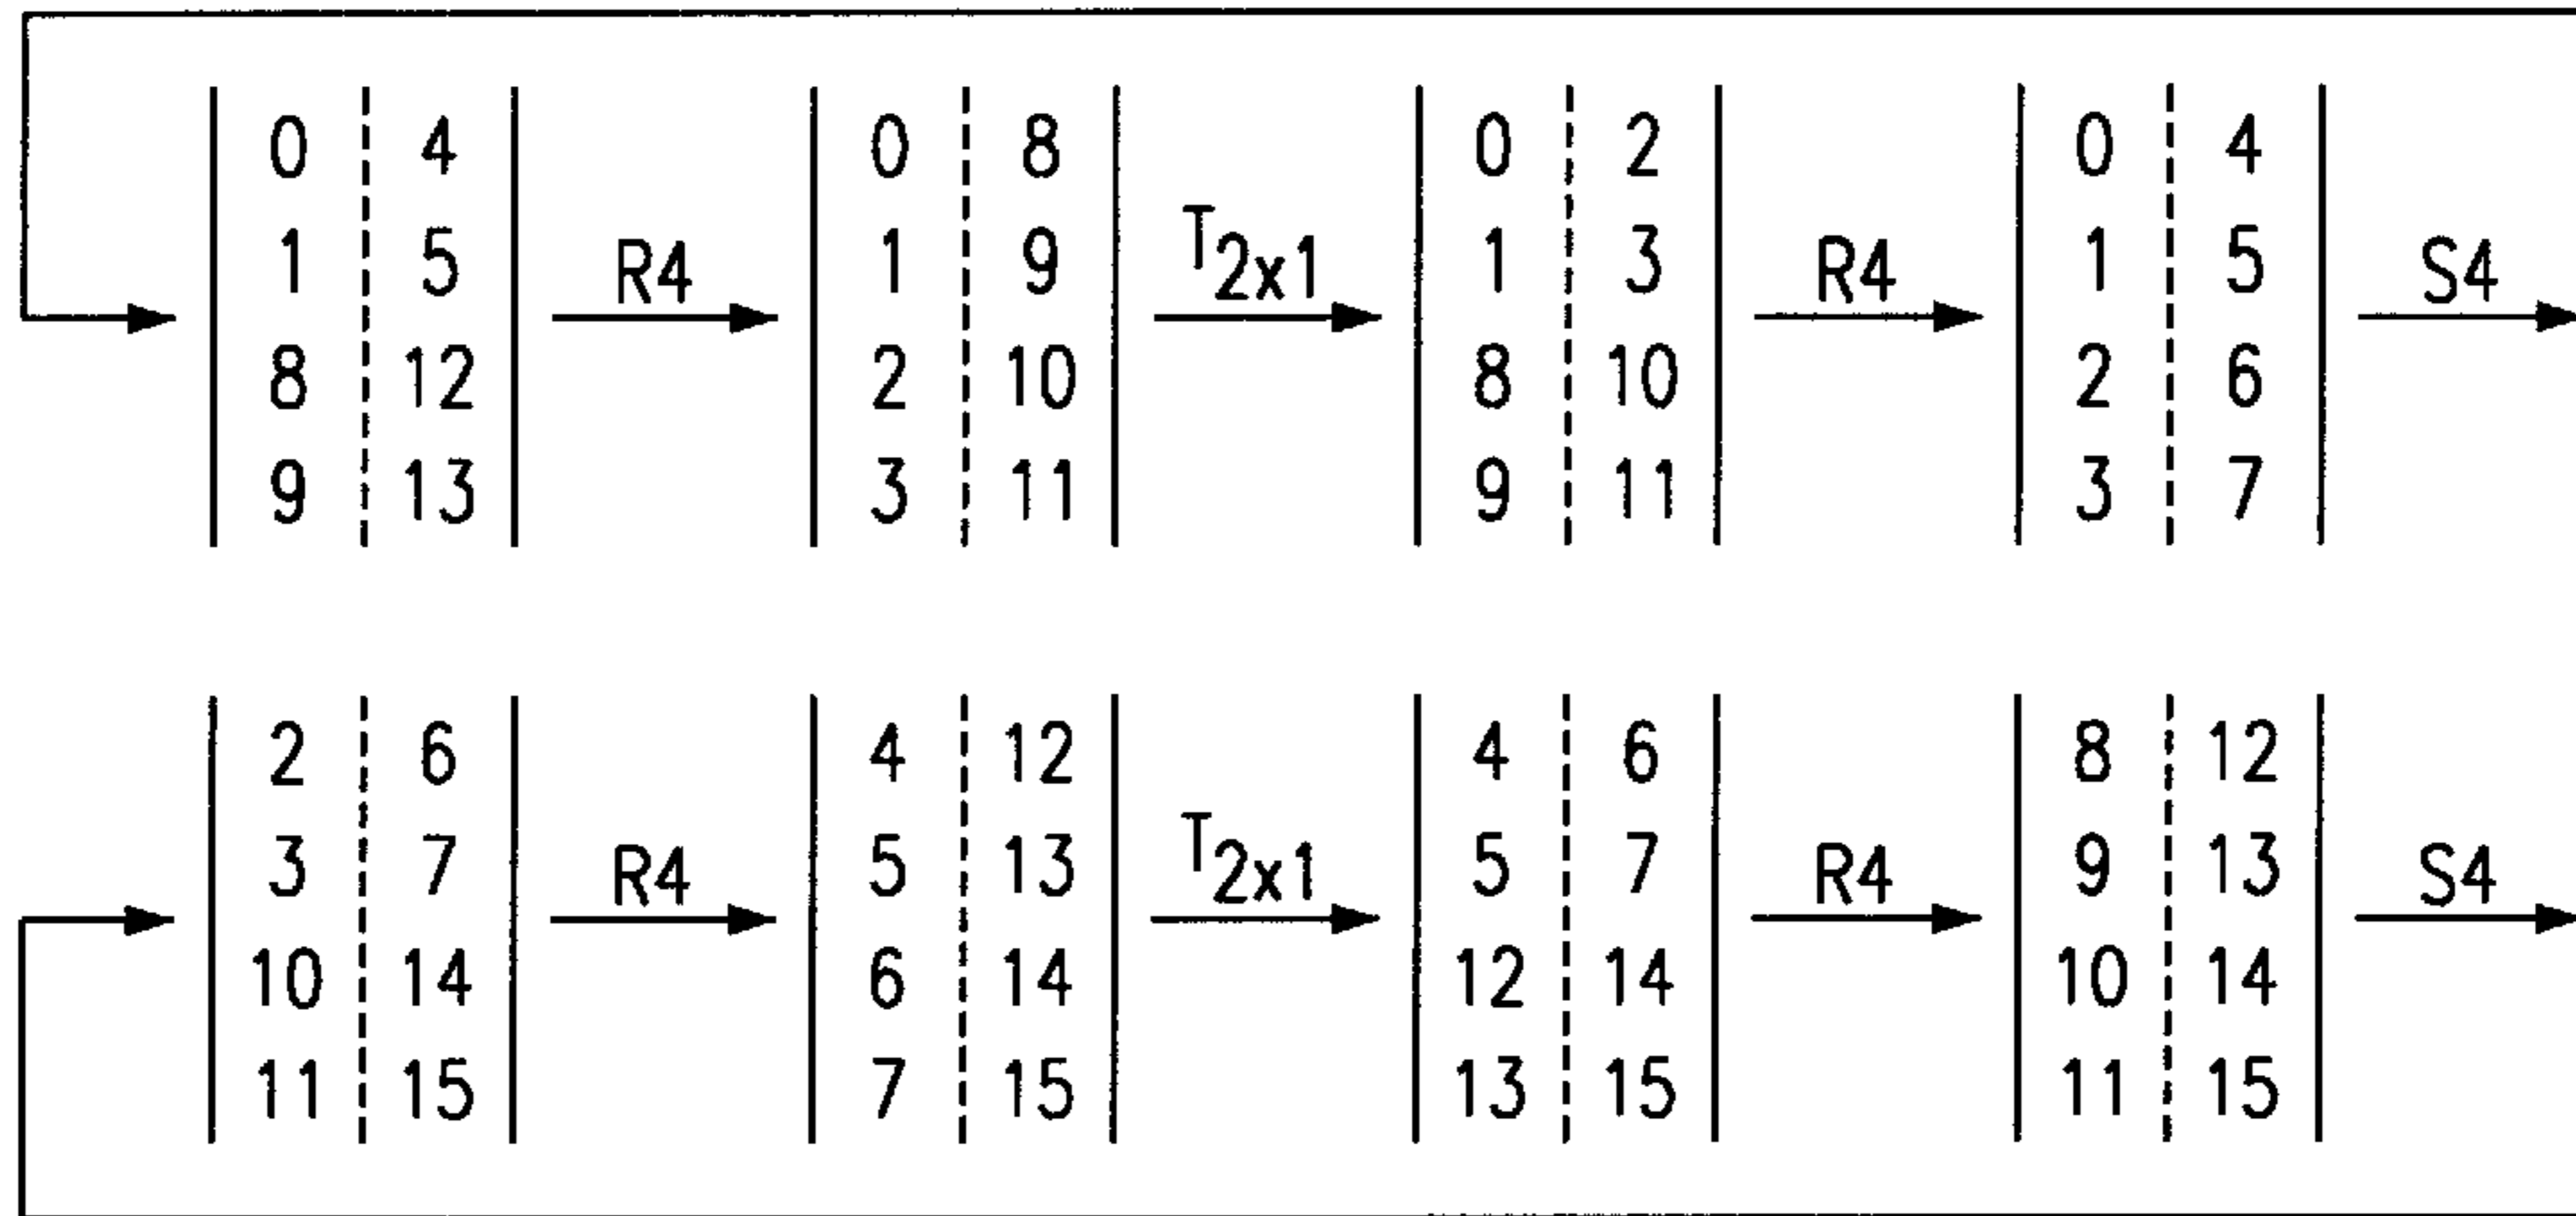 0 4 0 8 0 2 0 4
1 5 R4 1 9 T2x1 1 3 R4 1 5 S4
8 12 2 10 8 10 2 6
9 13 3 11 9 11 3 7
2 6 4 12 4 6 8 12
3 7 R4 5 13 T2x1 5 7 R4 9 13 S4
10 14 6 14 12 14 10 14
11 15 7 15 13 15 11 15